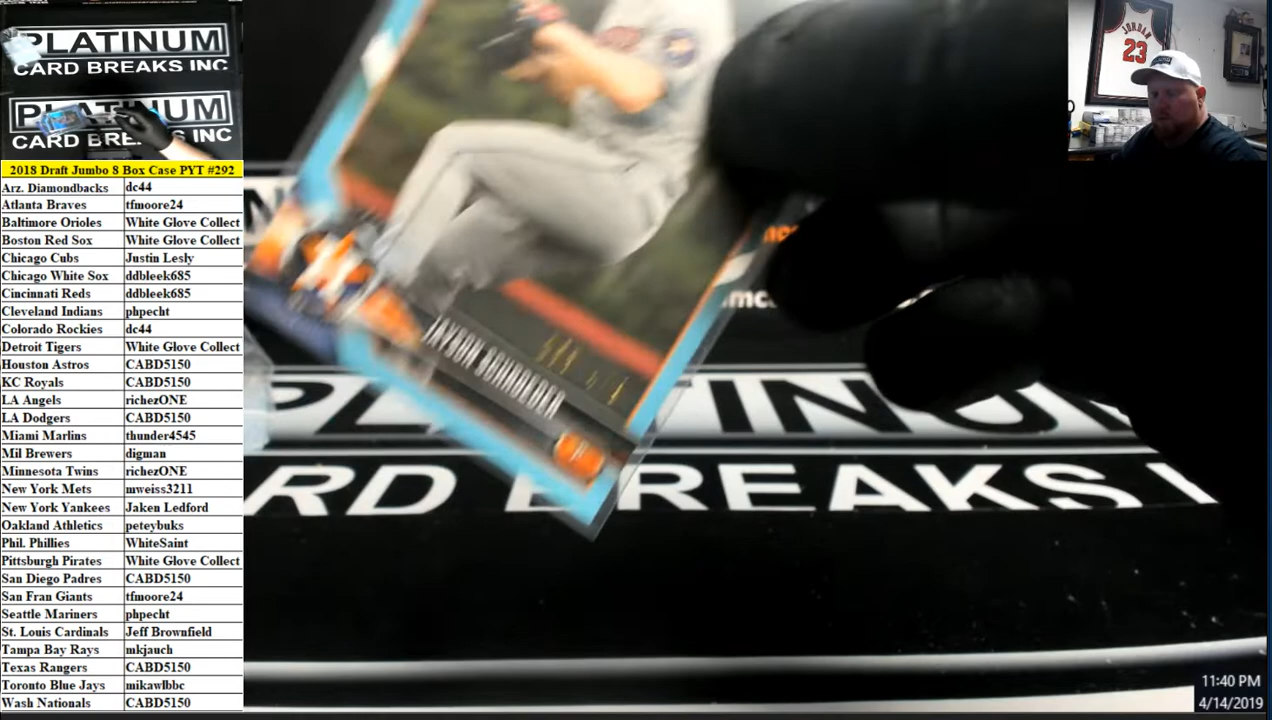 PLATINUM
CARD BREAKS INC
PLATINUM
CARD BREAKS INC
2018 Draft Jumbo 8 Box Case PYT #292
Arz. Diamondbacks dc44
Atlanta Braves tfmoore24
Baltimore Orioles White Glove Collect
Boston Red Sox White Glove Collect
Chicago Cubs Justin Lesly
Chicago White Sox ddbleek685
Cincinnati Reds ddbleek685
Cleveland Indians phpecht
Colorado Rockies dc44
Detroit Tigers White Glove Collect
Houston Astros CABD5150
KC Royals CABD5150
LA Angels richezONE
LA Dodgers CABD5150
Miami Marlins thunder4545
Mil Brewers digman
Minnesota Twins richezONE
New York Mets mweiss3211
New York Yankees Jaken Ledford
Oakland Athletics peteybuks
Phil. Phillies WhiteSaint
Pittsburgh Pirates White Glove Collect
San Diego Padres CABD5150
San Fran Giants tfmoore24
Seattle Mariners phpecht
St. Louis Cardinals Jeff Brownfield
Tampa Bay Rays mkjauch
Texas Rangers CABD5150
Toronto Blue Jays mikawlbbc
Wash Nationals CABD5150
JORDAN
23
JAYSON SCHROEDER
PLATINUM
RD BREAKS I
11:40 PM
4/14/2019